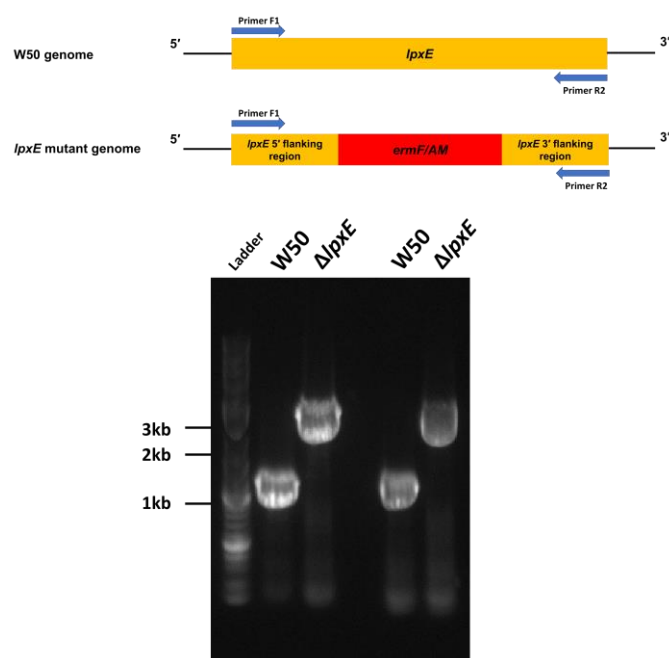 Primer F1
5′ 3′
W50 genome lpxE
Primer R2
Primer F1
5′ 3′
lpxE mutant genome lpxE 5′ flanking region ermF/AM lpxE 3′ flanking region
Primer R2
Ladder W50 ΔlpxE W50 ΔlpxE
3kb
2kb
1kb